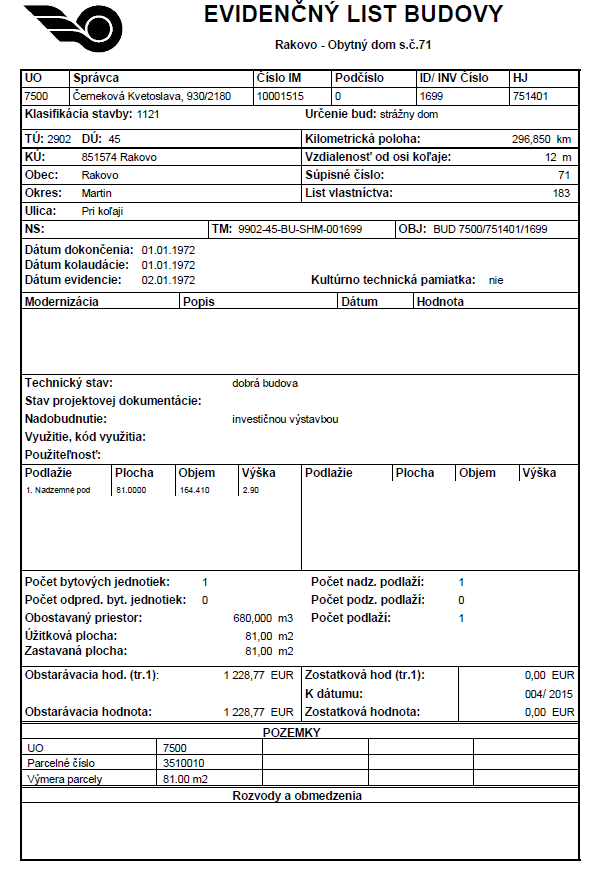 EVIDENČNÝ LIST BUDOVY
Rakovo - Obytný dom s.č.71
UO Správca Číslo IM Podčíslo ID/ INV Číslo HJ
7500 Černeková Kvetoslava, 930/2180 10001515 0 1699 751401
Klasifikácia stavby: 1121 Určenie bud: strážny dom
TÚ: 2902 DÚ: 45 Kilometrická poloha: 296,850 km
KÚ: 851574 Rakovo Vzdialenosť od osi koľaje: 12 m
Obec: Rakovo Súpisné číslo: 71
Okres: Martin List vlastníctva: 183
Ulica: Pri koľaji
NS: TM: 9902-45-BU-SHM-001699 OBJ: BUD 7500/751401/1699
Dátum dokončenia: 01.01.1972
Dátum kolaudácie: 01.01.1972
Dátum evidencie: 02.01.1972 Kultúrno technická pamiatka: nie
Modernizácia Popis Dátum Hodnota
Technický stav: dobrá budova
Stav projektovej dokumentácie:
Nadobudnutie: investičnou výstavbou
Využitie, kód využitia:
Použiteľnosť:
Podlažie Plocha Objem Výška Podlažie Plocha Objem Výška
1. Nadzemné pod 81.0000 164.410 2.90
Počet bytových jednotiek: 1 Počet nadz. podlaží: 1
Počet odpred. byt. jednotiek: 0 Počet podz. podlaží: 0
Obostavaný priestor: 680,000 m3 Počet podlaží: 1
Úžitková plocha: 81,00 m2
Zastavaná plocha: 81,00 m2
Obstarávacia hod. (tr.1): 1 228,77 EUR Zostatková hod (tr.1): 0,00 EUR
K dátumu: 004/ 2015
Obstarávacia hodnota: 1 228,77 EUR Zostatková hodnota: 0,00 EUR
POZEMKY
UO 7500
Parcelné číslo 3510010
Výmera parcely 81.00 m2
Rozvody a obmedzenia